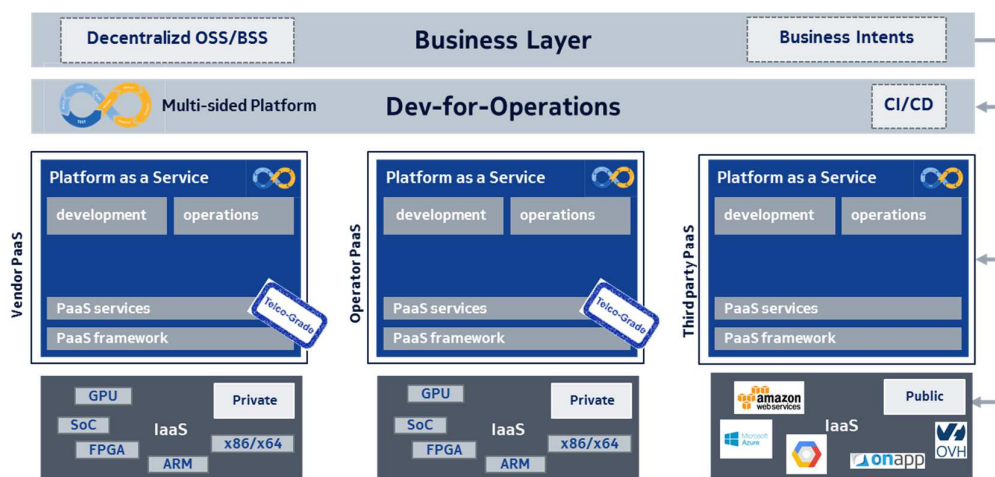 Decentralizd OSS/BSS
Business Layer
Business Intents
Multi-sided Platform
Dev-for-Operations
CI/CD
Vendor PaaS
Platform as a Service
development
operations
PaaS services
PaaS framework
Telco-Grade
Operator PaaS
Platform as a Service
development
operations
PaaS services
PaaS framework
Telco-Grade
Third party PaaS
Platform as a Service
development
operations
PaaS services
PaaS framework
GPU
Private
SoC
IaaS
FPGA
x86/x64
ARM
GPU
Private
SoC
IaaS
FPGA
x86/x64
ARM
amazon
webservices
Public
IaaS
Microsoft
Azure
onapp
OVH